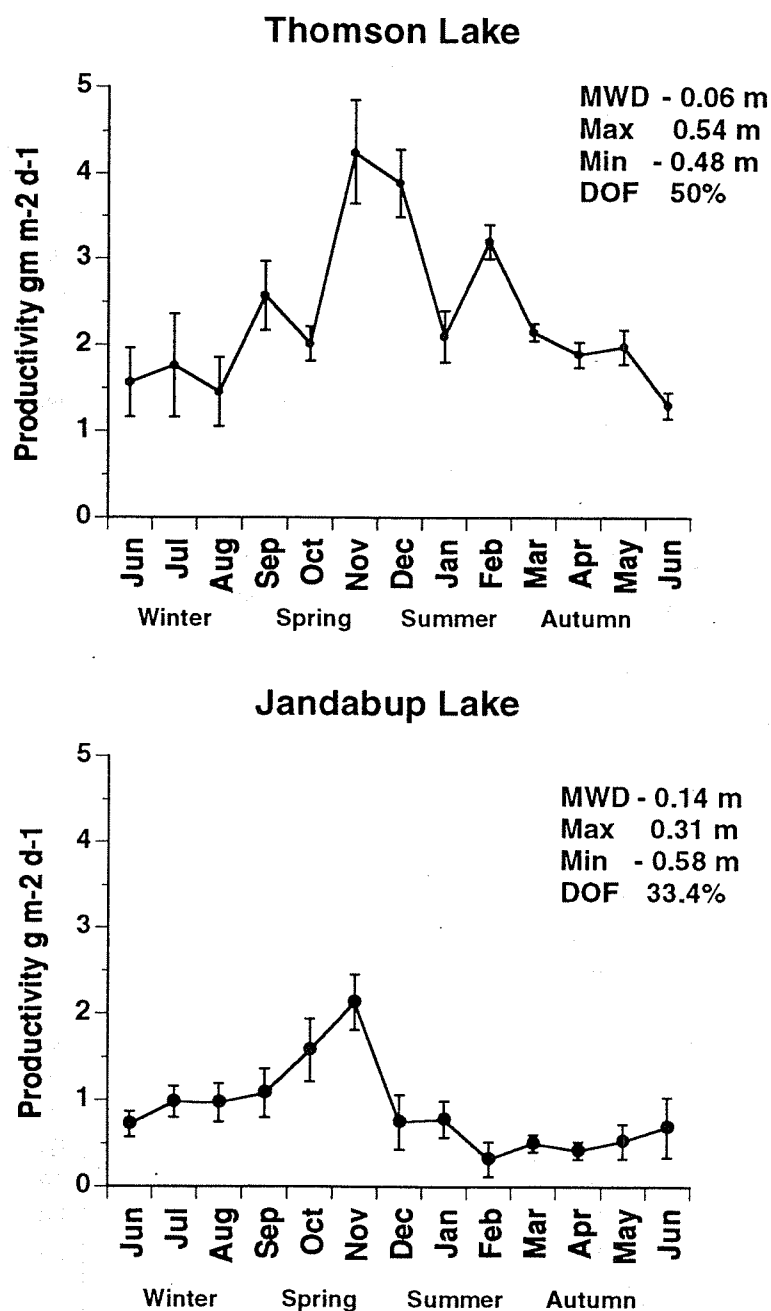 Thomson Lake
MWD - 0.06 m
Max 0.54 m
Min - 0.48 m
DOF 50%
Productivity gm m-2 d-1
5
4
3
2
1
0
Jun Jul Aug Sep Oct Nov Dec Jan Feb Mar Apr May Jun
Winter Spring Summer Autumn
Jandabup Lake
MWD - 0.14 m
Max 0.31 m
Min - 0.58 m
DOF 33.4%
Productivity g m-2 d-1
5
4
3
2
1
0
Jun Jul Aug Sep Oct Nov Dec Jan Feb Mar Apr May Jun
Winter Spring Summer Autumn